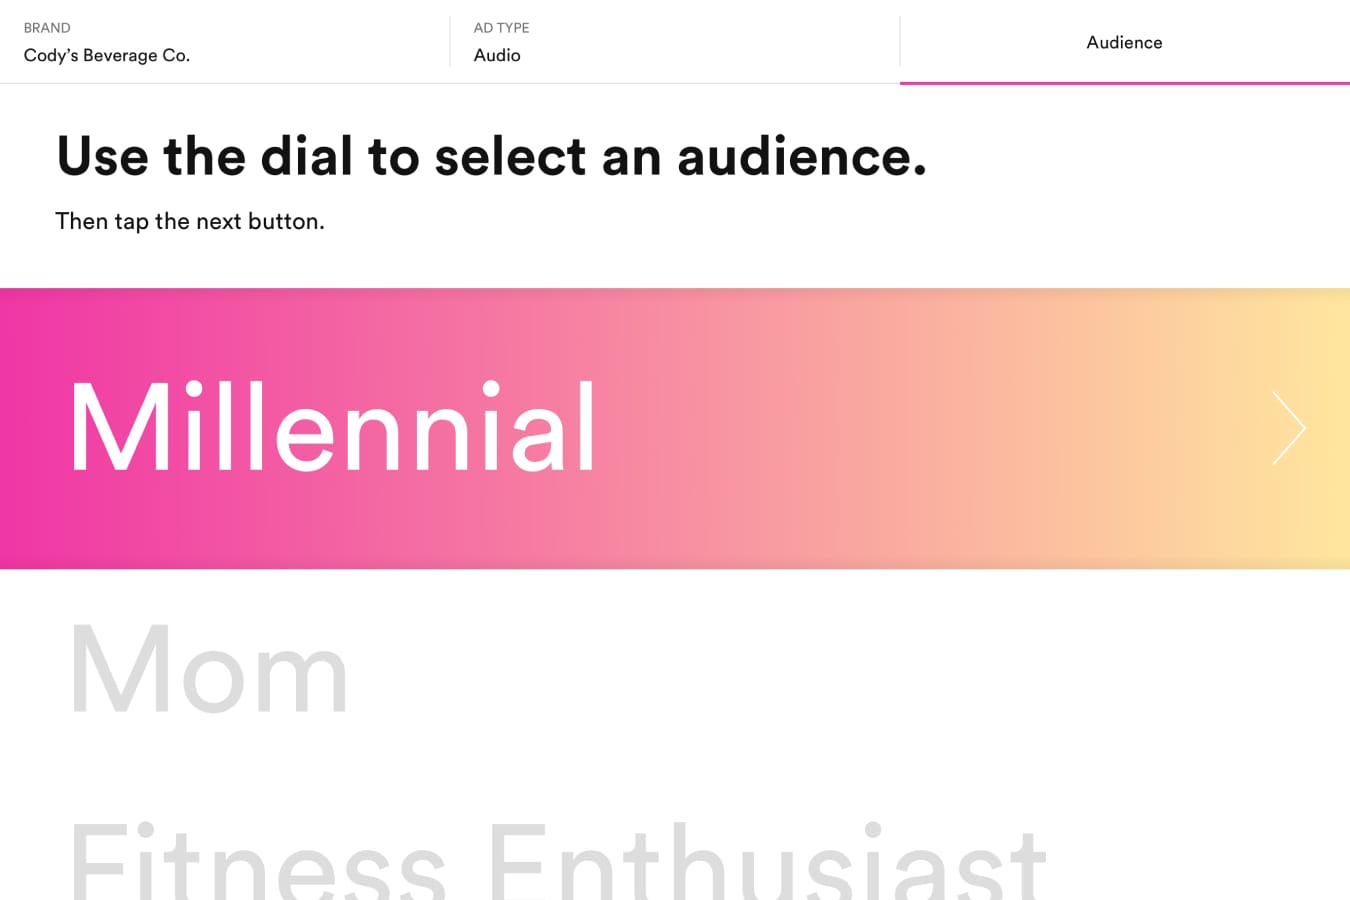 BRAND
Cody’s Beverage Co.
AD TYPE
Audio
Audience
Use the dial to select an audience.
Then tap the next button.
Millennial
Mom
Fitness Enthusiast